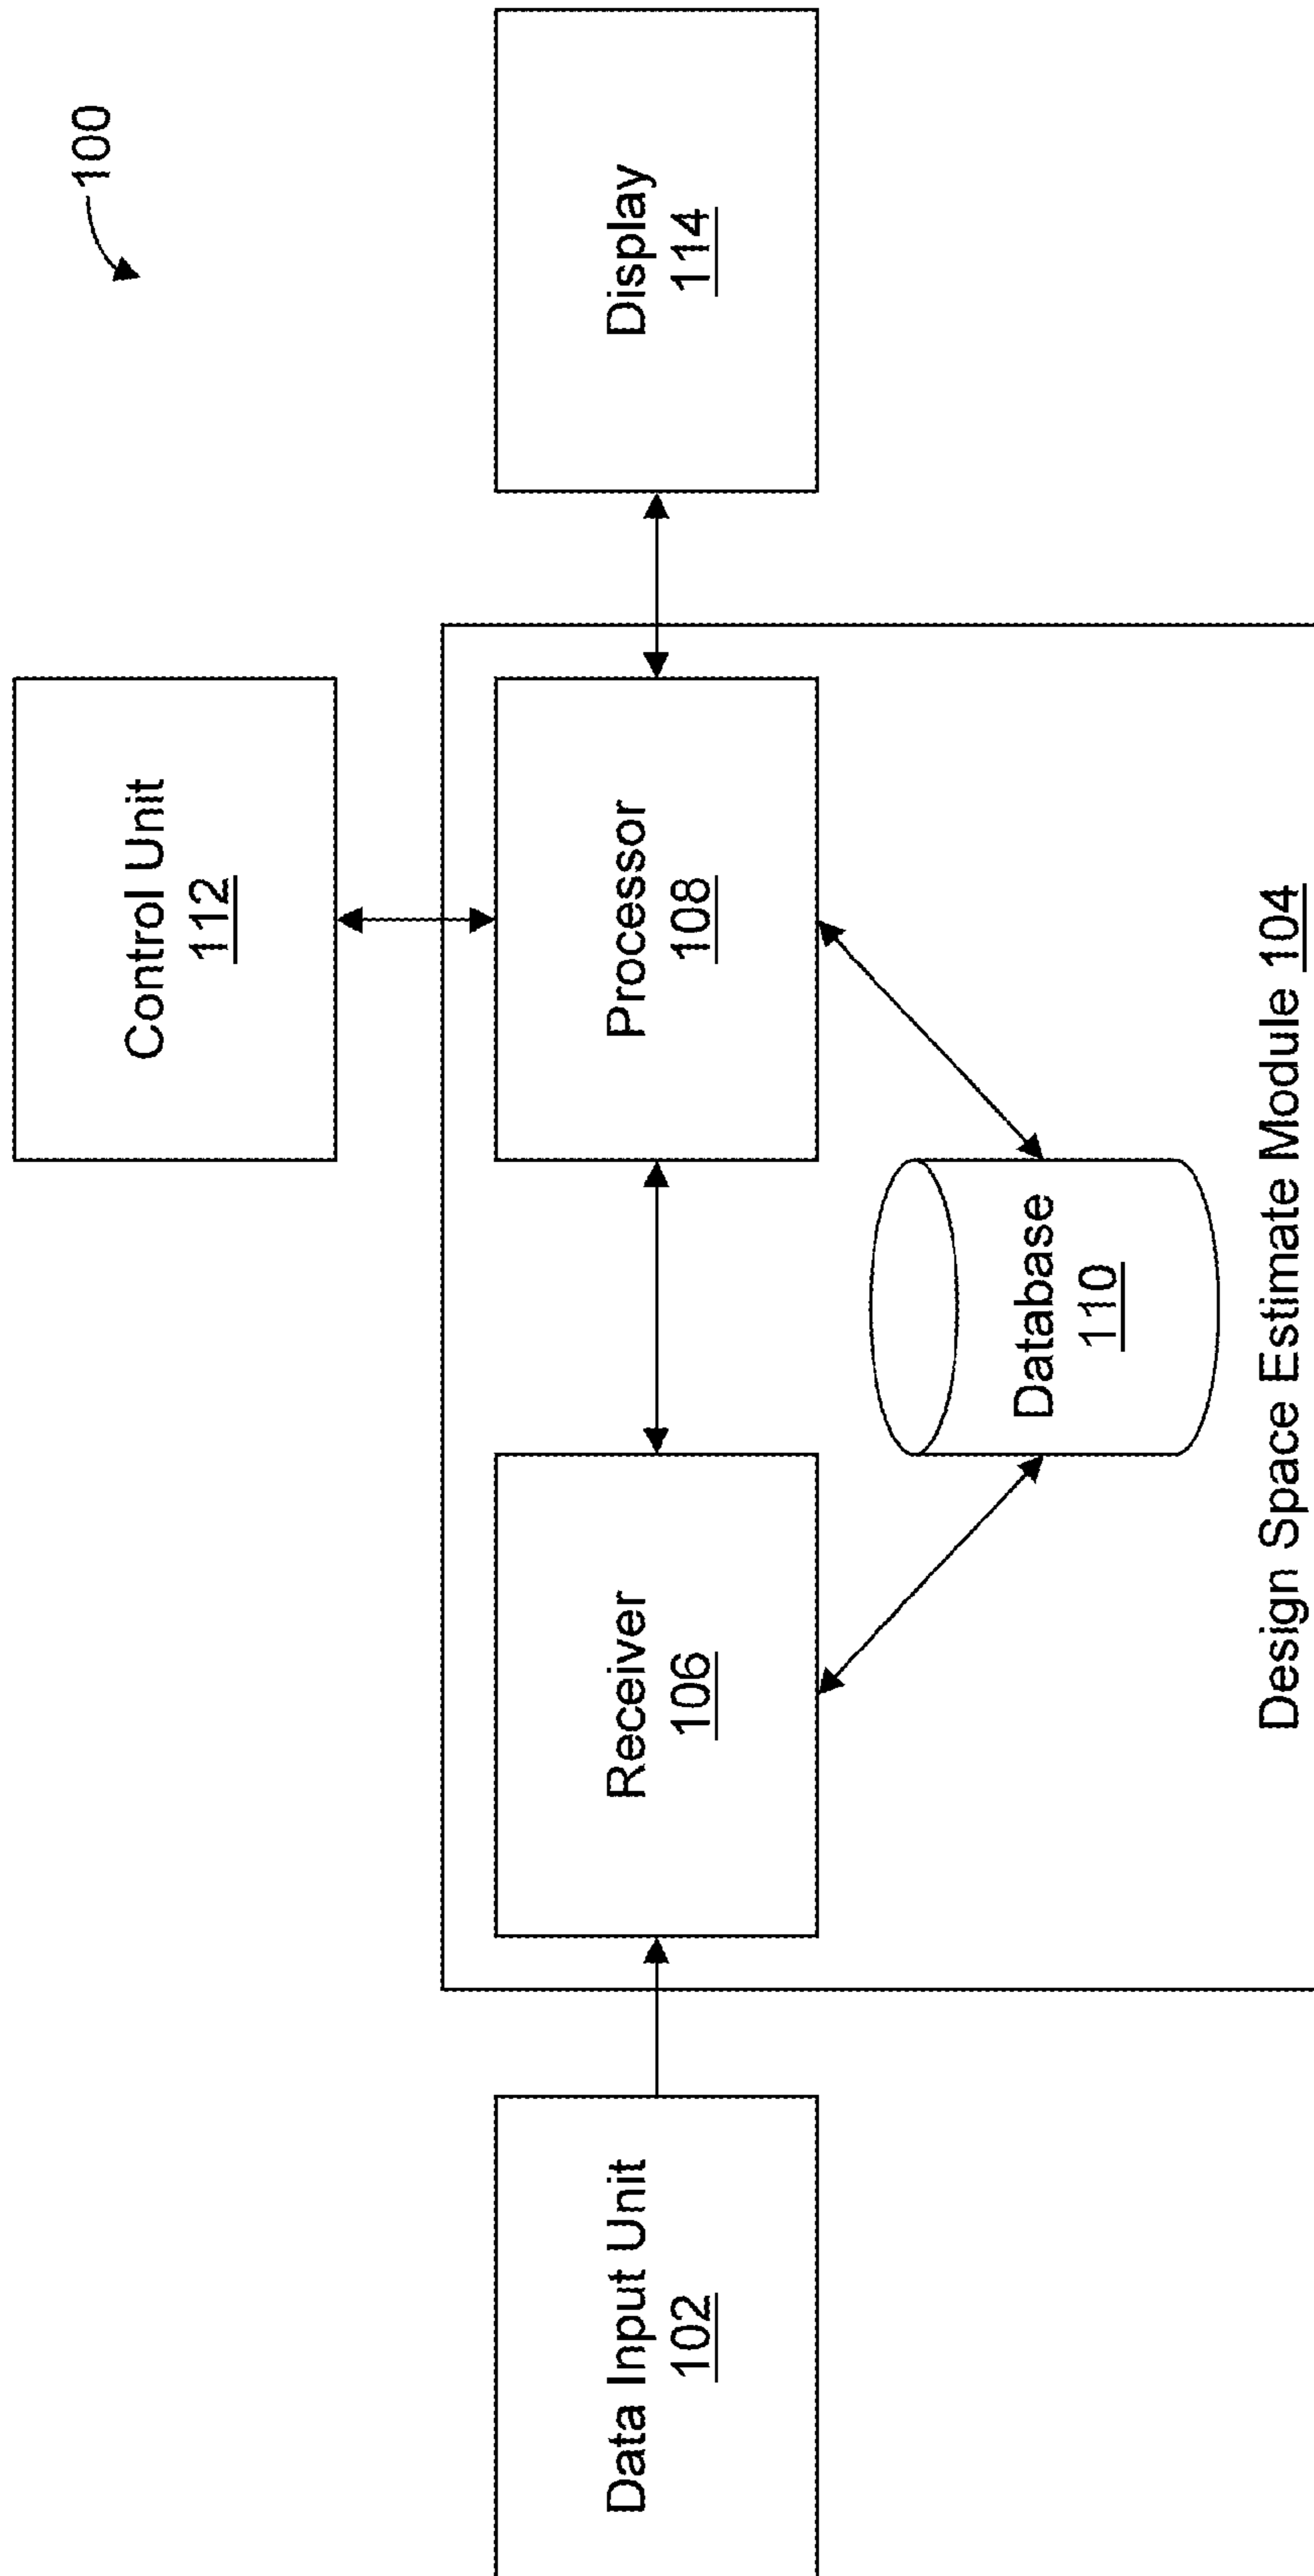 100
Control Unit
112
Data Input Unit
102
Receiver
106
Processor
108
Display
114
Database
110
Design Space Estimate Module 104